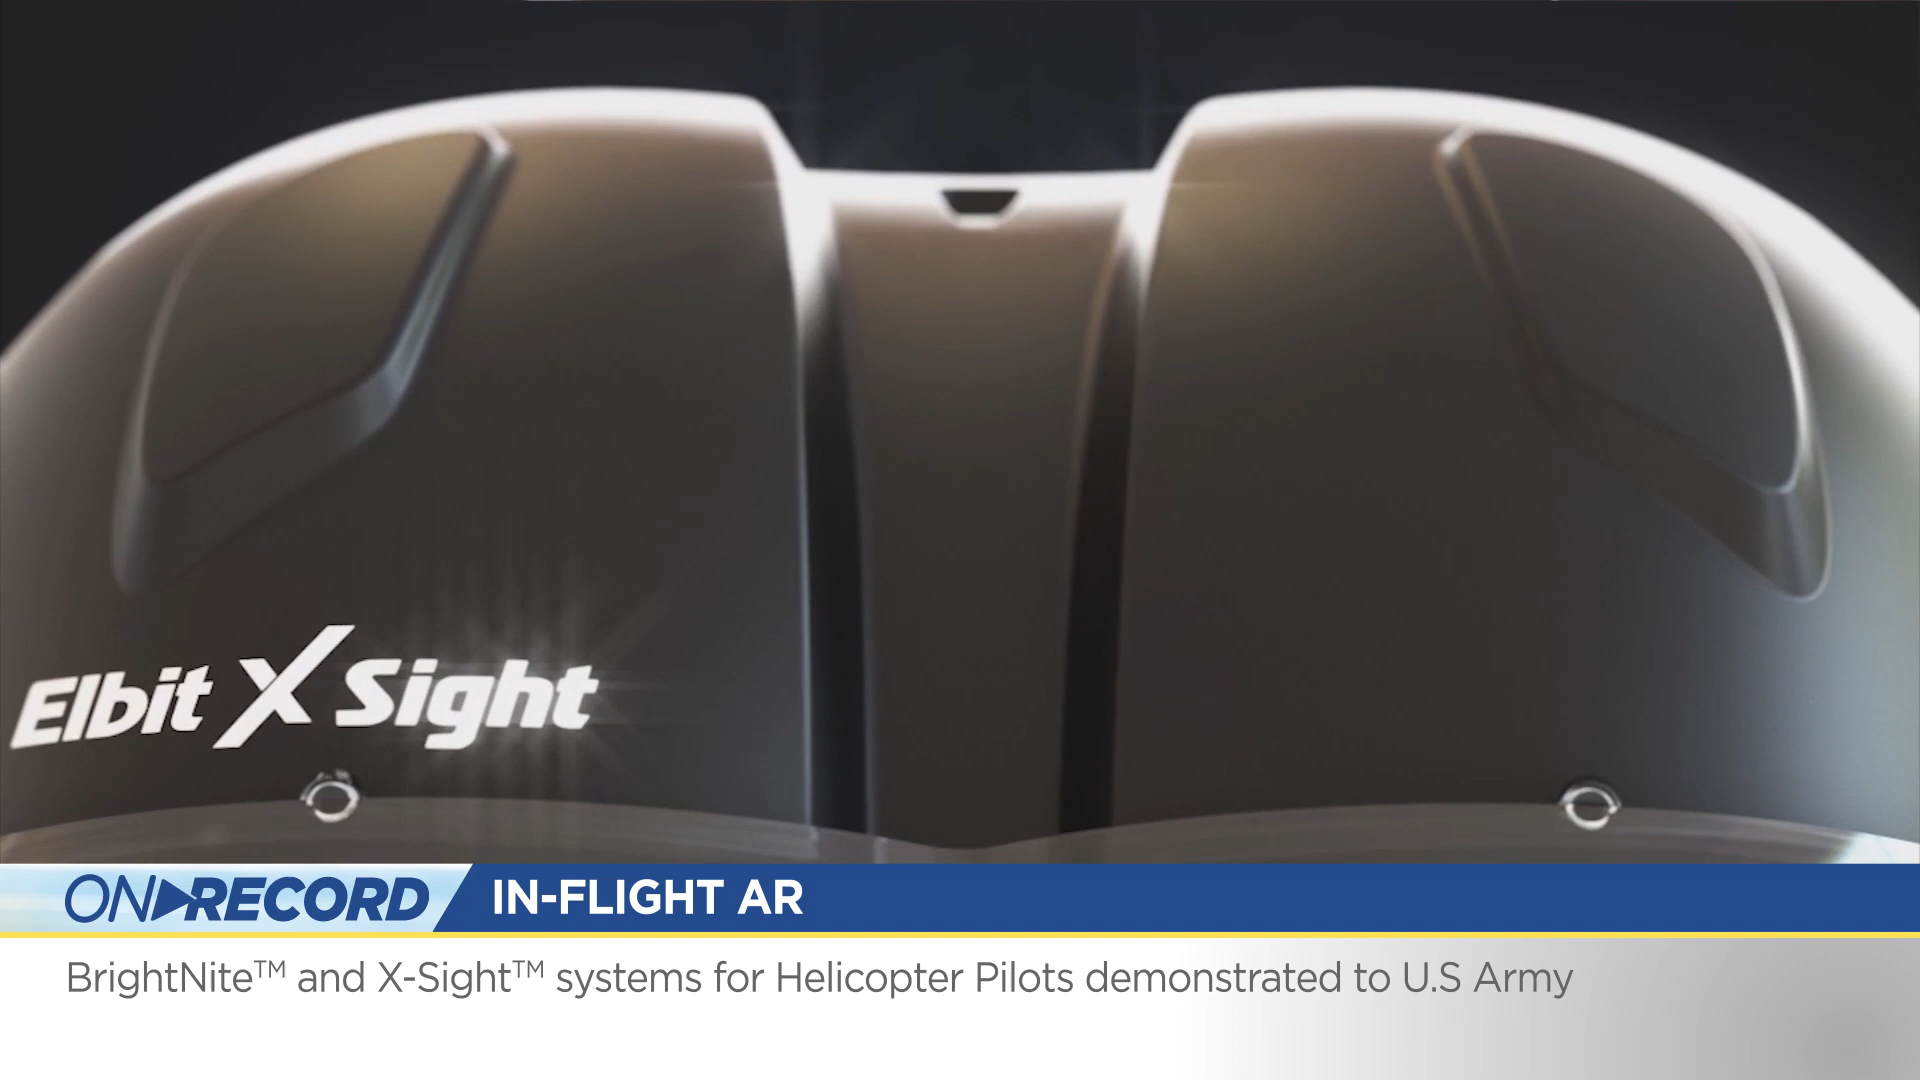 Elbit X Sight
ON RECORD IN-FLIGHT AR
BrightNite™ and X-Sight™ systems for Helicopter Pilots demonstrated to U.S Army